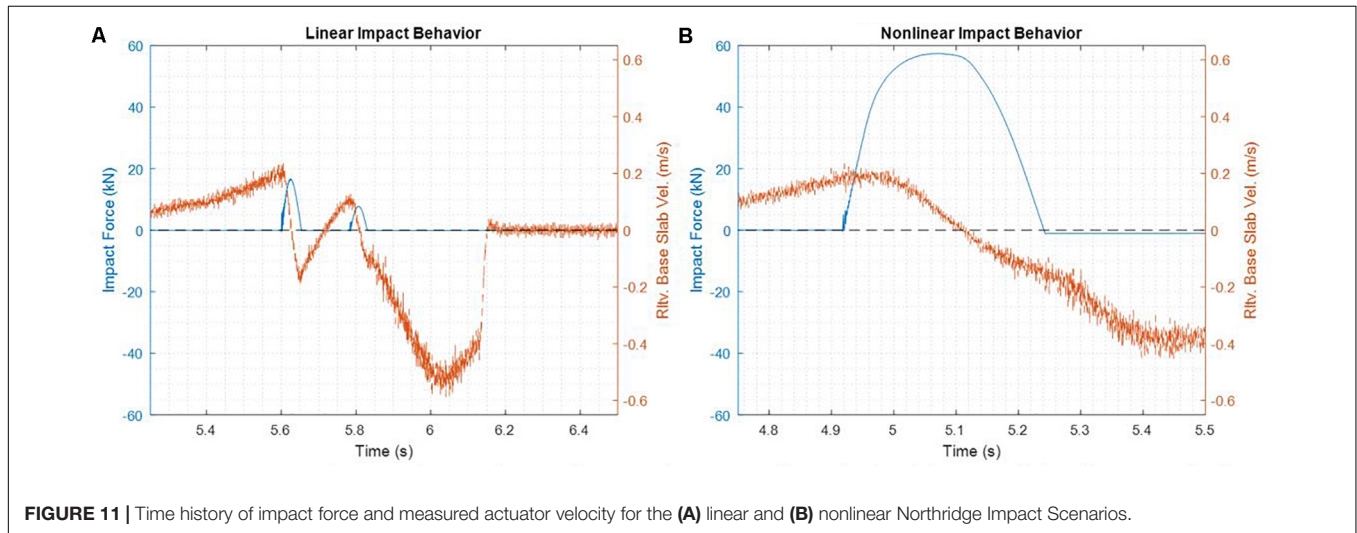 A
Linear Impact Behavior
60
40
20
0
-20
-40
-60
Impact Force (kN)
0.6
0.4
0.2
0
-0.2
-0.4
-0.6
Rltv. Base Slab Vel. (m/s)
5.4 5.6 5.8 6 6.2 6.4
Time (s)
B
Nonlinear Impact Behavior
60
40
20
0
-20
-40
-60
Impact Force (kN)
0.6
0.4
0.2
0
-0.2
-0.4
-0.6
Rltv. Base Slab Vel. (m/s)
4.8 4.9 5 5.1 5.2 5.3 5.4 5.5
Time (s)
FIGURE 11 | Time history of impact force and measured actuator velocity for the (A) linear and (B) nonlinear Northridge Impact Scenarios.